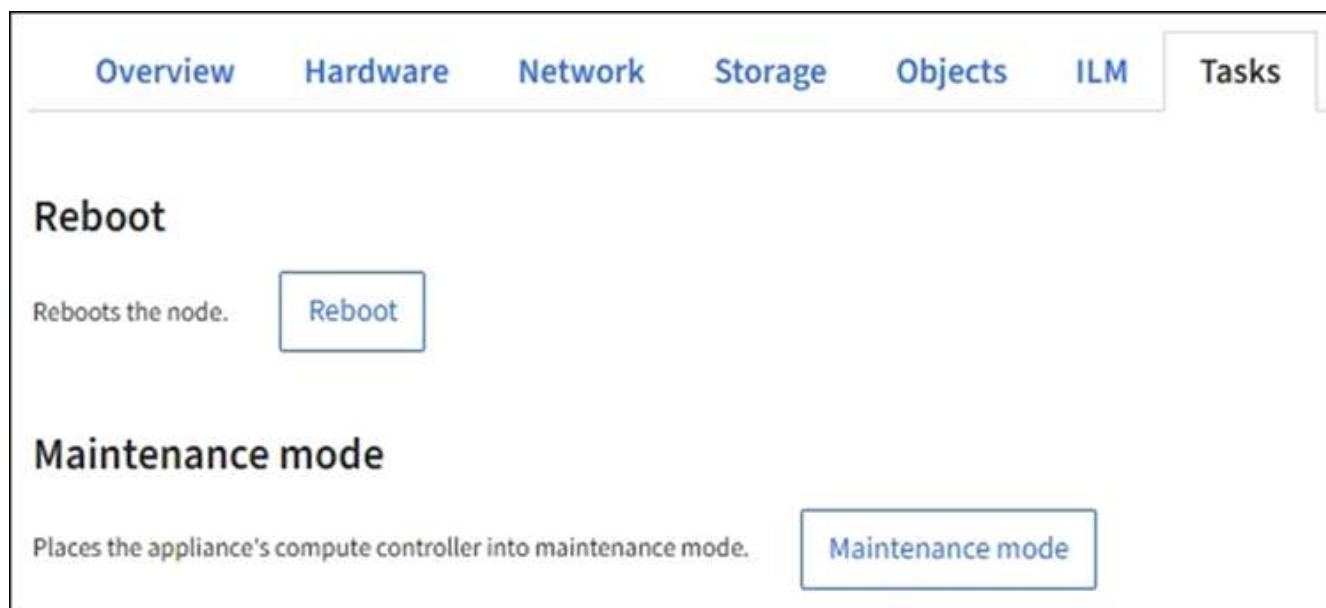 Overview Hardware Network Storage Objects ILM Tasks
Reboot
Reboots the node. Reboot
Maintenance mode
Places the appliance's compute controller into maintenance mode. Maintenance mode